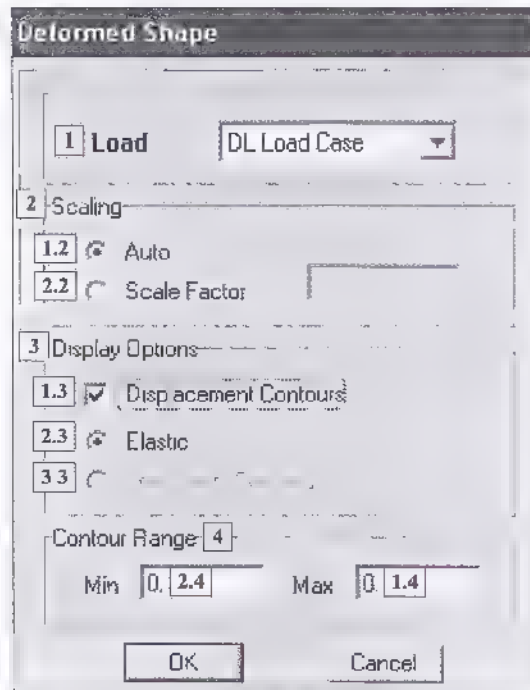 Deformed Shape
1 Load DL Load Case
2 Scaling
1.2 Auto
2.2 Scale Factor
3 Display Options
1.3 Disp acement Contours
2.3 Elastic
3 3
Contour Range 4
Min 0. 2.4 Max 0. 1.4
OK Cancel